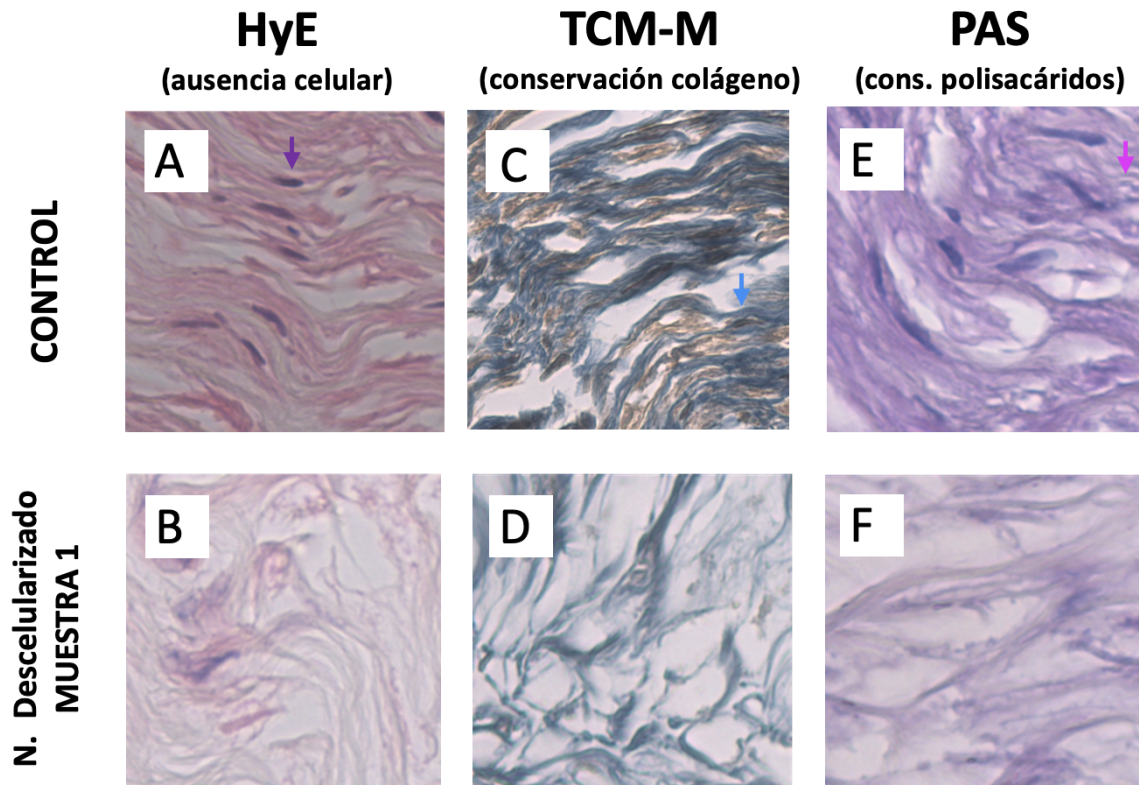 HyE
(ausencia celular)
TCM-M
(conservación colágeno)
PAS
(cons. polisacáridos)
CONTROL
A
C
E
N. Descelularizado
MUESTRA 1
B
D
F